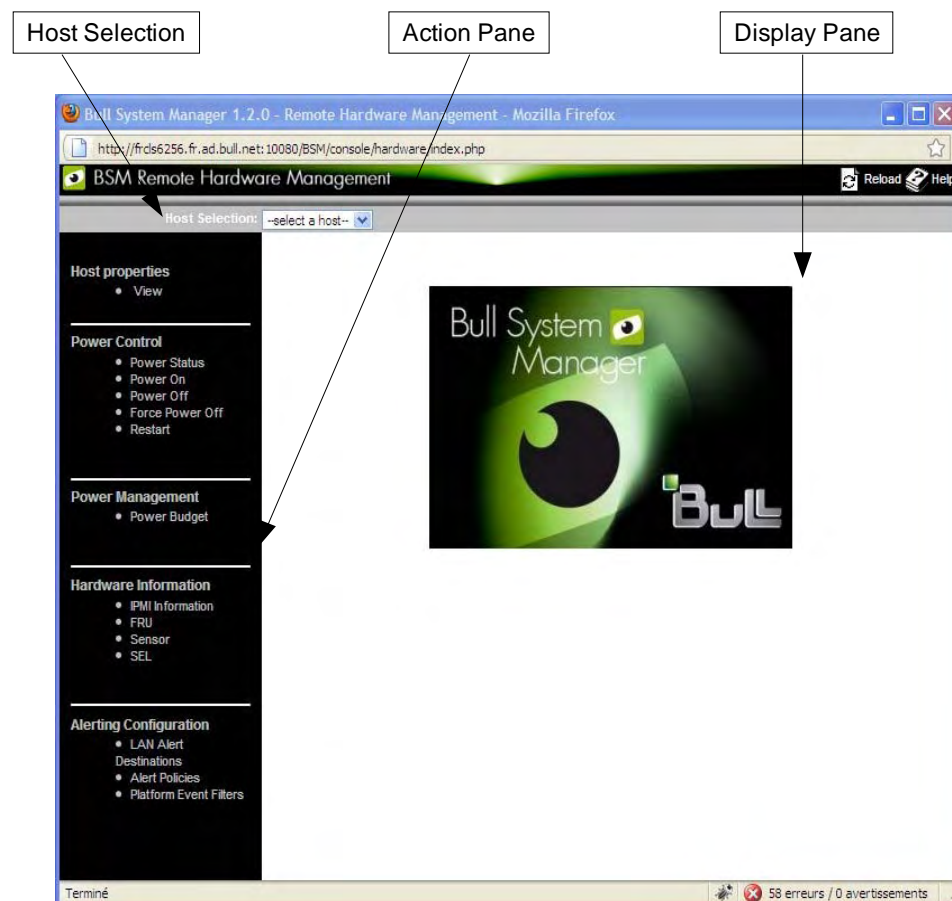 Host Selection
Action Pane
Display Pane
Bull System Manager 1.2.0 - Remote Hardware Management - Mozilla Firefox
http://frcls6256.fr.ad.bull.net:10080/BSM/console/hardware/index.php
BSM Remote Hardware Management
Reload
Help
Host Selection:
--select a host--
Host properties
View
Power Control
Power Status
Power On
Power Off
Force Power Off
Restart
Power Management
Power Budget
Hardware Information
IPMI Information
FRU
Sensor
SEL
Alerting Configuration
LAN Alert
Destinations
Alert Policies
Platform Event Filters
Bull System
Manager
Bull
Terminé
58 erreurs / 0 avertissements